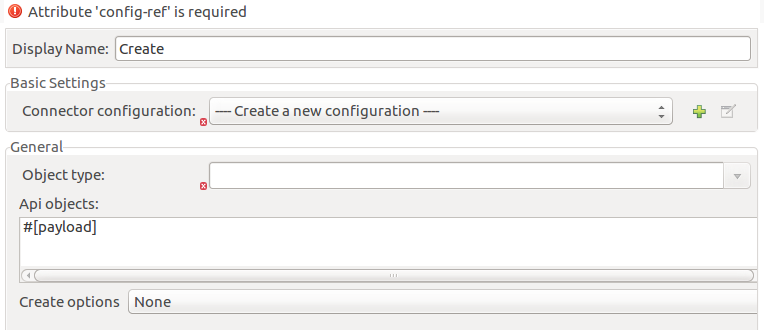 Attribute 'config-ref' is required
Display Name: Create
Basic Settings
Connector configuration: ---- Create a new configuration ----
General
Object type:
Api objects:
#[payload]
Create options None